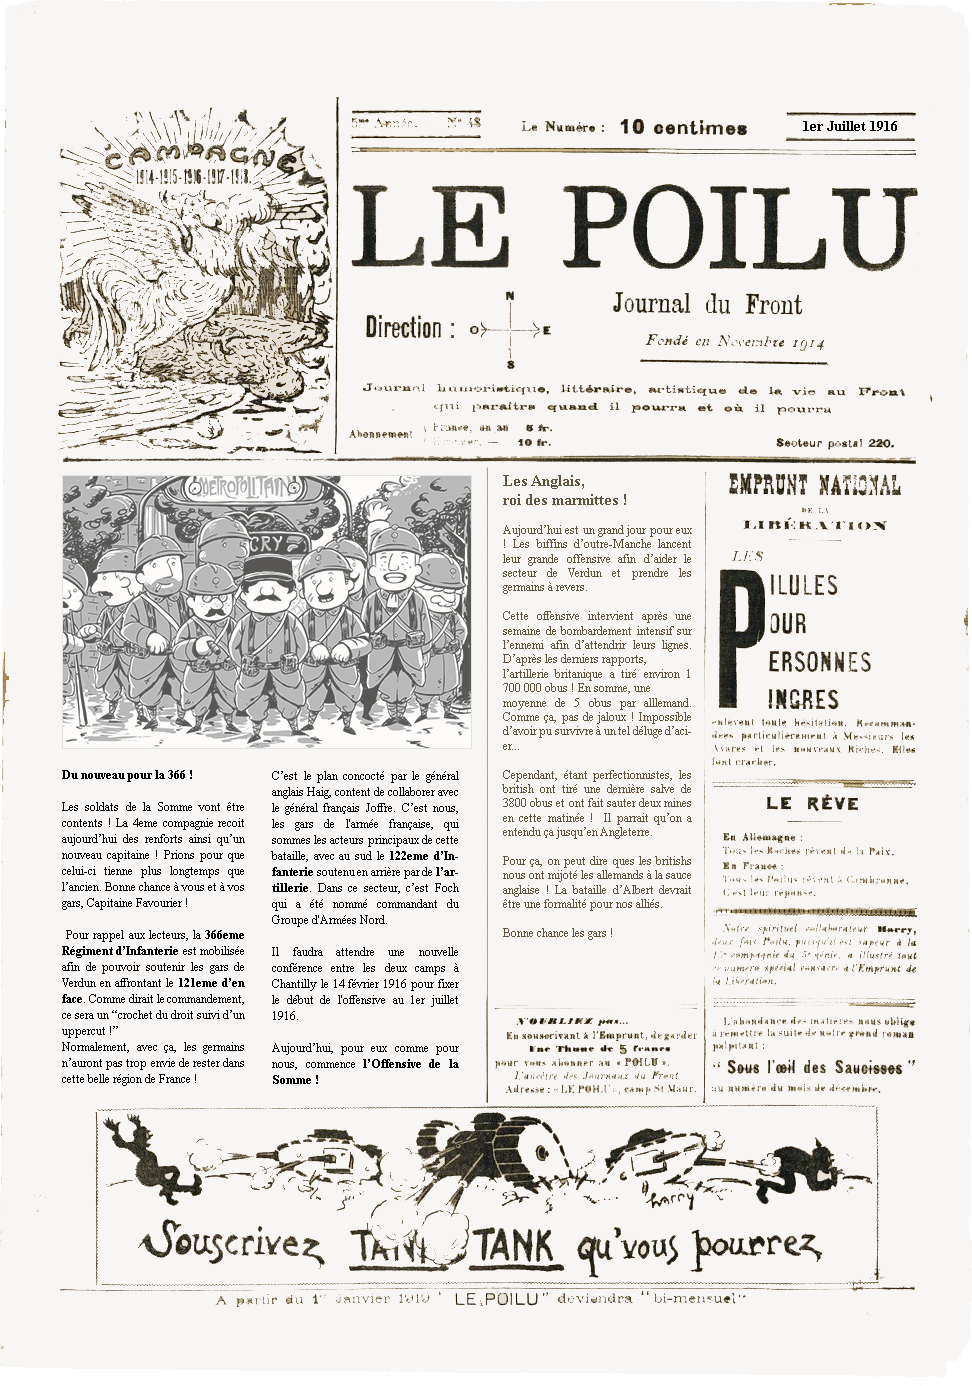 CAMPAGNE
1914-1915-1916-1917-1918.
5me Année. N° 48
Le Numéro : 10 centimes
1er Juillet 1916
LE POILU
Direction :
N
O E
S
Journal du Front
Fondé en Novembre 1914
Journal humoristique, littéraire, artistique de la vie au Front
qui paraîtra quand il pourra et où il pourra
Abonnement
France, un an 5 fr.
— 10 fr.
Secteur postal 220.
METROPOLITAIN
CRY
Du nouveau pour la 366 !
Les soldats de la Somme vont être
contents ! La 4eme compagnie recoit
aujourd’hui des renforts ainsi qu’un
nouveau capitaine ! Prions pour que
celui-ci tienne plus longtemps que
l’ancien. Bonne chance à vous et à vos
gars, Capitaine Favourier !
Pour rappel aux lecteurs, la 366eme
Régiment d’Infanterie est mobilisée
afin de pouvoir soutenir les gars de
Verdun en affrontant le 121eme d’en
face. Comme dirait le commandement,
ce sera un “crochet du droit suivi d’un
uppercut !”
Normalement, avec ça, les germains
n’auront pas trop envie de rester dans
cette belle région de France !
C’est le plan concocté par le général
anglais Haig, content de collaborer avec
le général français Joffre. C’est nous,
les gars de l'armée française, qui
sommes les acteurs principaux de cette
bataille, avec au sud le 122eme d’In-
fanterie soutenu en arrière par de l’ar-
tillerie. Dans ce secteur, c’est Foch
qui a été nommé commandant du
Groupe d'Armées Nord.
Il faudra attendre une nouvelle
conférence entre les deux camps à
Chantilly le 14 février 1916 pour fixer
le début de l'offensive au 1er juillet
1916.
Aujourd’hui, pour eux comme pour
nous, commence l’Offensive de la
Somme !
Les Anglais,
roi des marmittes !
Aujourd’hui est un grand jour pour eux
! Les biffins d’outre-Manche lancent
leur grande offensive afin d’aider le
secteur de Verdun et prendre les
germains à revers.
Cette offensive intervient après une
semaine de bombardement intensif sur
l’ennemi afin d’attendrir leurs lignes.
D’après les derniers rapports,
l’artillerie britanique a tiré environ 1
700 000 obus ! En somme, une
moyenne de 5 obus par alllemand.
Comme ça, pas de jaloux ! Impossible
d’avoir pu survivre à un tel déluge d’aci-
er...
Cependant, étant perfectionnistes, les
british ont tiré une dernière salve de
3800 obus et ont fait sauter deux mines
en cette matinée ! Il parrait qu’on a
entendu ça jusqu’en Angleterre.
Pour ça, on peut dire ques les britishs
nous ont mijoté les allemands à la sauce
anglaise ! La bataille d’Albert devrait
être une formalité pour nos alliés.
Bonne chance les gars !
N'OUBLIEZ pas...
En souscrivant à l'Emprunt, de garder
Une Thune de 5 francs
pour vous abonner au « POILU ».
L'ancêtre des Journaux du Front
Adresse : « LE POILU », camp St-Maur.
EMPRUNT NATIONAL
DE LA
LIBÉRATION
LES
PILULES
POUR
PERSONNES
PINGRES
enlèvent toute hésitation. Recomman-
dées particulièrement à Messieurs les
Avares et les nouveaux Riches. Elles
font cracher.
LE RÊVE
En Allemagne :
Tous les Boches rêvent de la Paix.
En France :
Tous les Poilus rêvent à Cambronne.
C'est leur réponse.
Notre spirituel collaborateur Harry,
deux fois Poilu, puisqu'il est sapeur à la
15e compagnie du 5e génie, a illustré tout
ce numéro spécial consacré à l'Emprunt de
la Libération.
L'abondance des matières nous oblige
à remettre la suite de notre grand roman
palpitant :
“ Sous l'œil des Saucisses ”
au numéro du mois de décembre.
Harry
Souscrivez TANK TANK qu'vous pourrez
A partir du 1er Janvier 1919 " LE POILU" deviendra "bi-mensuel"